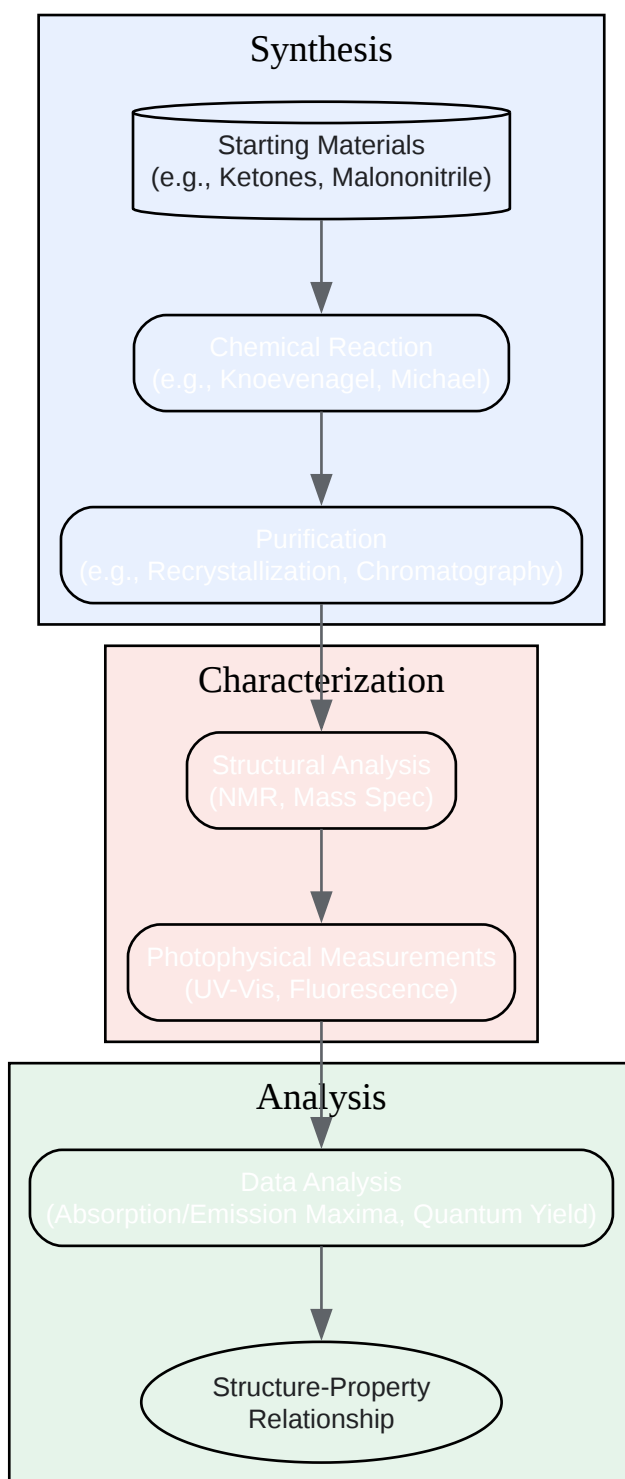 Synthesis
Starting Materials
(e.g., Ketones, Malononitrile)
Chemical Reaction
(e.g., Knoevenagel, Michael)
Purification
(e.g., Recrystallization, Chromatography)
Characterization
Structural Analysis
(NMR, Mass Spec)
Photophysical Measurements
(UV-Vis, Fluorescence)
Analysis
Data Analysis
(Absorption/Emission Maxima, Quantum Yield)
Structure-Property
Relationship